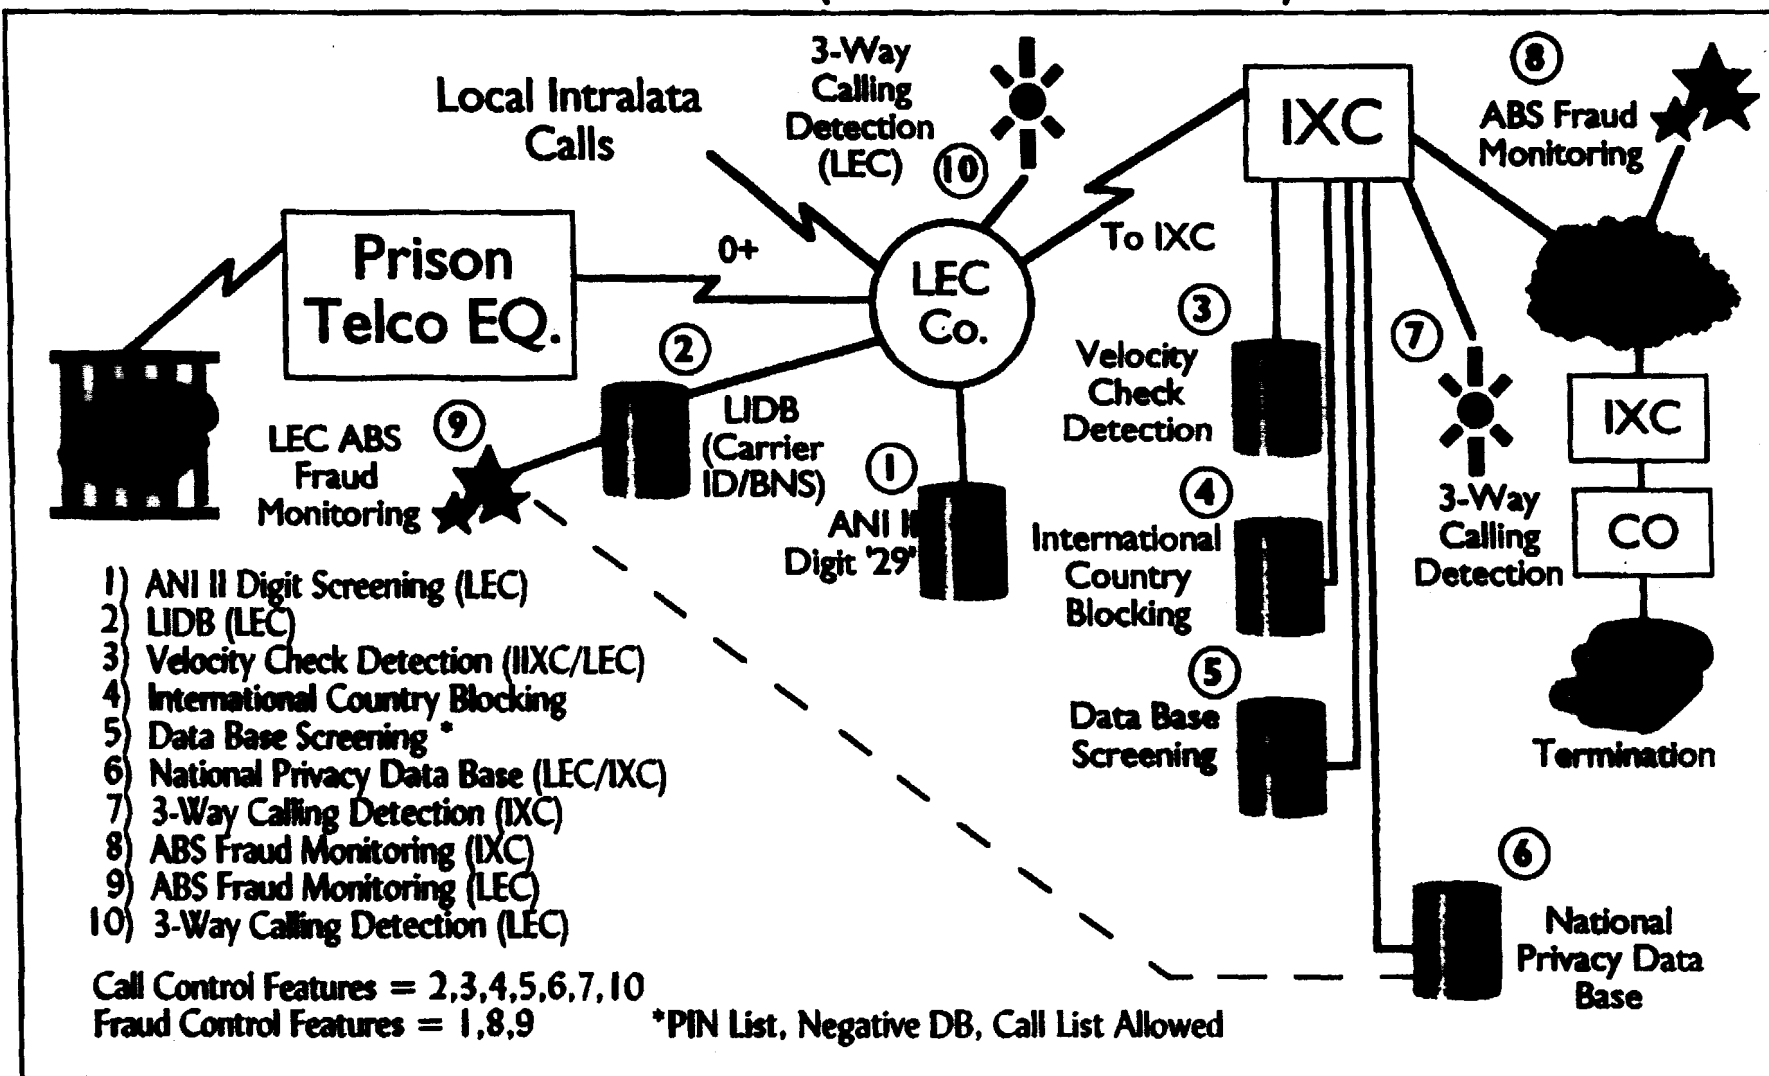 Local Intralata
Calls
3-Way
Calling
Detection
(LEC)
10
IXC
8
ABS Fraud
Monitoring
Prison
Telco EQ.
0+
LEC
Co.
To IXC
2
LIDB
(Carrier
ID/BNS)
9
LEC ABS
Fraud
Monitoring
1
ANI II
Digit '29'
3
Velocity
Check
Detection
4
International
Country
Blocking
5
Data Base
Screening
7
3-Way
Calling
Detection
IXC
CO
Termination
6
National
Privacy Data
Base
1) ANI II Digit Screening (LEC)
2) LIDB (LEC)
3) Velocity Check Detection (IIXC/LEC)
4) International Country Blocking
5) Data Base Screening *
6) National Privacy Data Base (LEC/IXC)
7) 3-Way Calling Detection (IXC)
8) ABS Fraud Monitoring (IXC)
9) ABS Fraud Monitoring (LEC)
10) 3-Way Calling Detection (LEC)
Call Control Features = 2,3,4,5,6,7,10
Fraud Control Features = 1,8,9
*PIN List, Negative DB, Call List Allowed